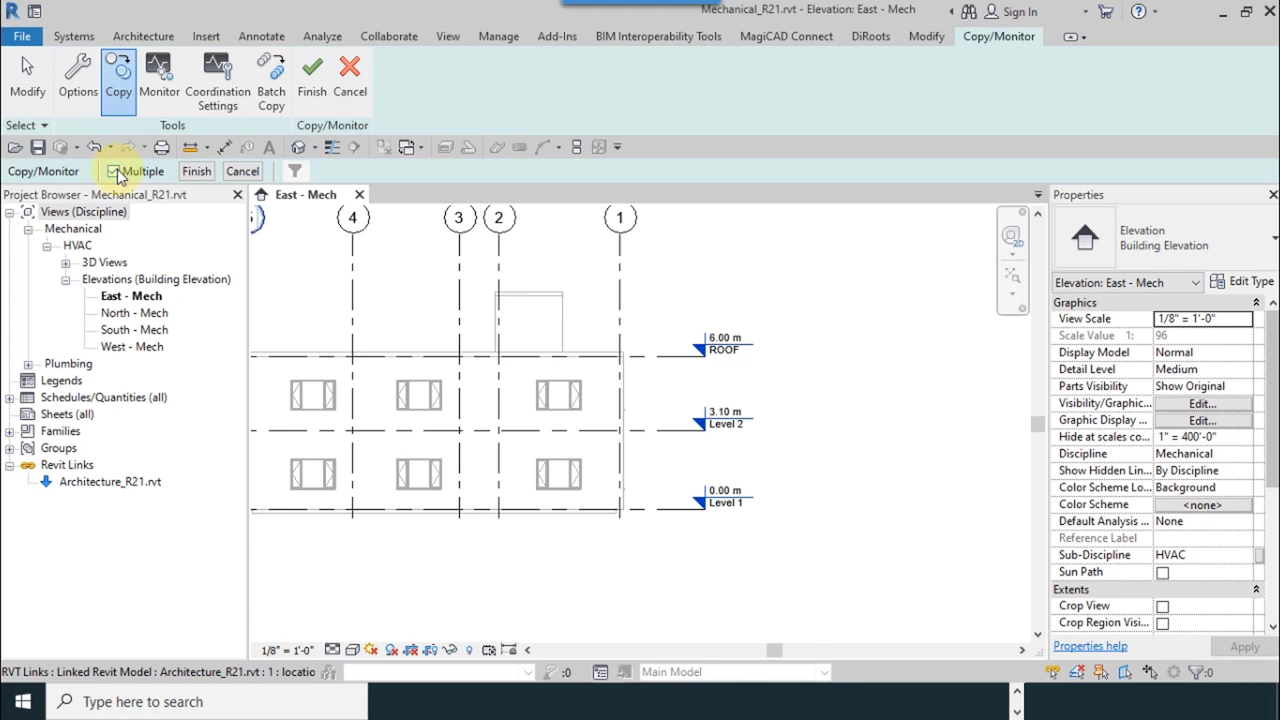 Mechanical_R21.rvt - Elevation: East - Mech
Sign In
File Systems Architecture Insert Annotate Analyze Collaborate View Manage Add-Ins BIM Interoperability Tools MagiCAD Connect DiRoots Modify Copy/Monitor
Modify Options Copy Monitor Coordination Settings Batch Copy Finish Cancel
Select Tools Copy/Monitor
Copy/Monitor Multiple Finish Cancel
Project Browser - Mechanical_R21.rvt
Views (Discipline)
Mechanical
HVAC
3D Views
Elevations (Building Elevation)
East - Mech
North - Mech
South - Mech
West - Mech
Plumbing
Legends
Schedules/Quantities (all)
Sheets (all)
Families
Groups
Revit Links
Architecture_R21.rvt
East - Mech
4 3 2 1
6.00 m
ROOF
3.10 m
Level 2
0.00 m
Level 1
2D
1/8" = 1'-0"
Properties
Elevation
Building Elevation
Elevation: East - Mech Edit Type
Graphics
View Scale 1/8" = 1'-0"
Scale Value 1: 96
Display Model Normal
Detail Level Medium
Parts Visibility Show Original
Visibility/Graphic... Edit...
Graphic Display ... Edit...
Hide at scales co... 1" = 400'-0"
Discipline Mechanical
Show Hidden Lin... By Discipline
Color Scheme Lo... Background
Color Scheme <none>
Default Analysis ... None
Reference Label
Sub-Discipline HVAC
Sun Path
Extents
Crop View
Crop Region Visi...
Properties help Apply
RVT Links : Linked Revit Model : Architecture_R21.rvt : 1 : locatio :0 Main Model :0
Type here to search